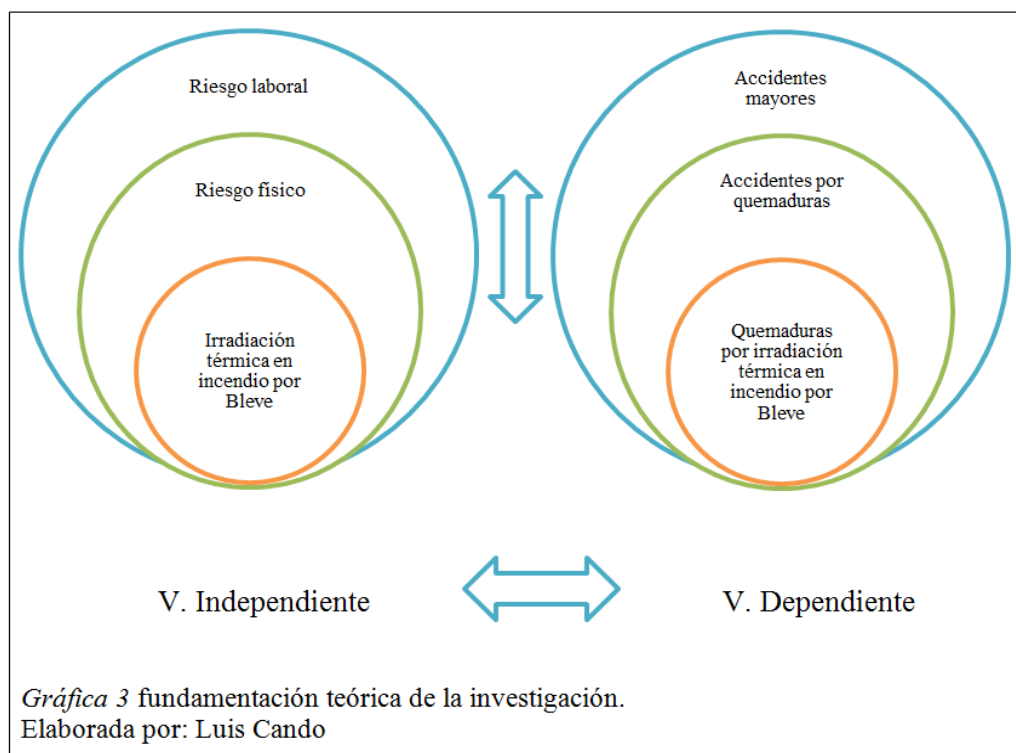 Riesgo laboral
Riesgo físico
Irradiación
térmica en
incendio por
Bleve
Accidentes
mayores
Accidentes por
quemaduras
Quemaduras
por irradiación
térmica en
incendio por
Bleve
V. Independiente
V. Dependiente
Gráfica 3 fundamentación teórica de la investigación.
Elaborada por: Luis Cando